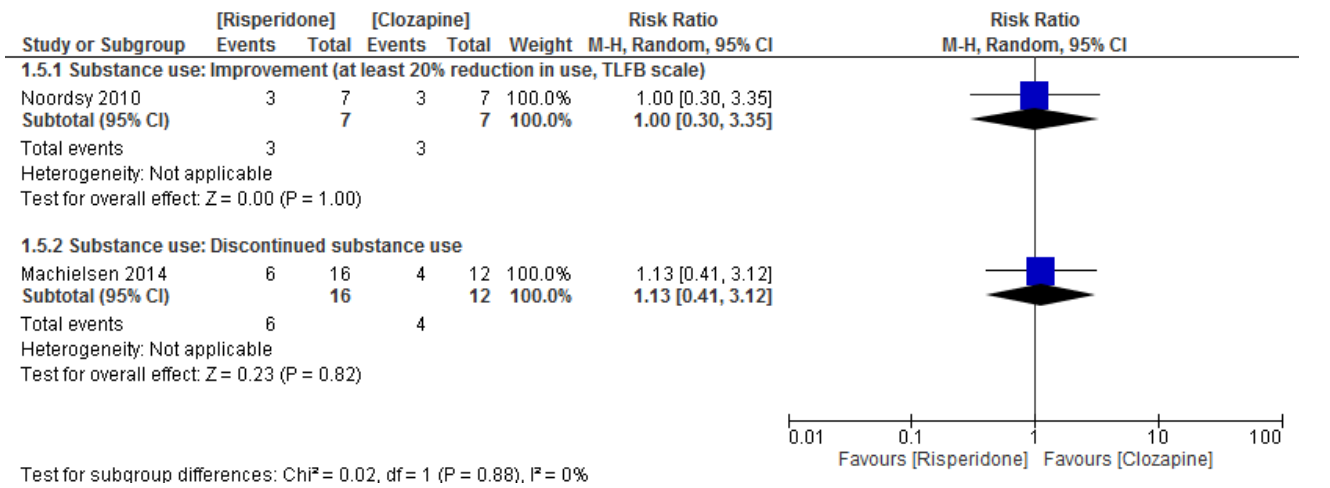 [Risperidone] [Clozapine] Risk Ratio Risk Ratio
Study or Subgroup Events Total Events Total Weight M-H, Random, 95% CI M-H, Random, 95% CI
1.5.1 Substance use: Improvement (at least 20% reduction in use, TLFB scale)
Noordsy 2010 3 7 3 7 100.0% 1.00 [0.30, 3.35]
Subtotal (95% CI) 7 7 100.0% 1.00 [0.30, 3.35]
Total events 3 3
Heterogeneity: Not applicable
Test for overall effect: Z = 0.00 (P = 1.00)
1.5.2 Substance use: Discontinued substance use
Machielsen 2014 6 16 4 12 100.0% 1.13 [0.41, 3.12]
Subtotal (95% CI) 16 12 100.0% 1.13 [0.41, 3.12]
Total events 6 4
Heterogeneity: Not applicable
Test for overall effect: Z = 0.23 (P = 0.82)
0.01 0.1 1 10 100
Favours [Risperidone] Favours [Clozapine]
Test for subgroup differences: Chi² = 0.02, df = 1 (P = 0.88), I² = 0%